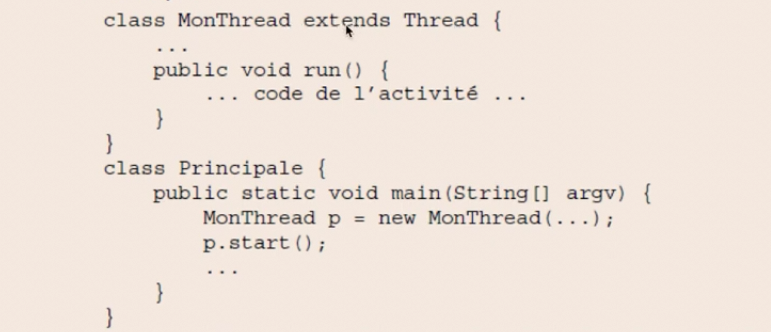 class MonThread extends Thread {
...
public void run() {
... code de l’activité ...
}
}
class Principale {
public static void main(String[] argv) {
MonThread p = new MonThread(...);
p.start();
...
}
}